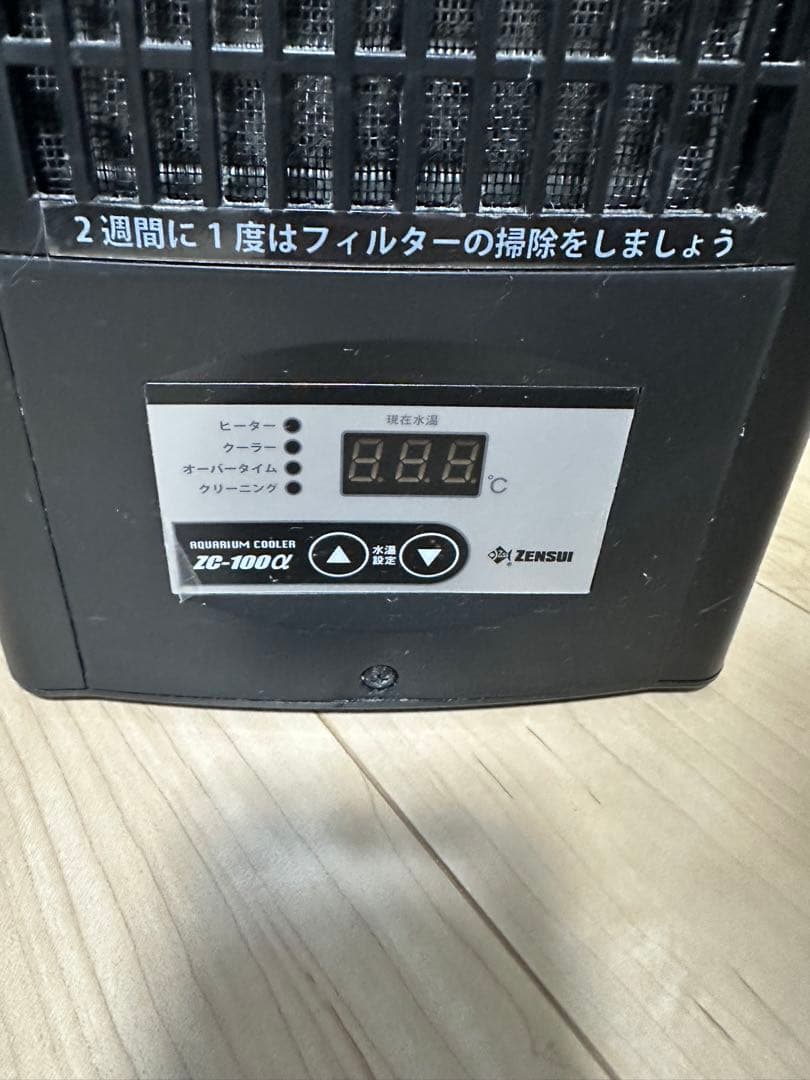 2週間に1度はフィルターの掃除をしましょう
ヒーター
クーラー
オーバータイム
クリーニング
現在水温
℃
AQUARIUM COOLER
ZC-100α
▲
水温
設定
▼
ZENSUI